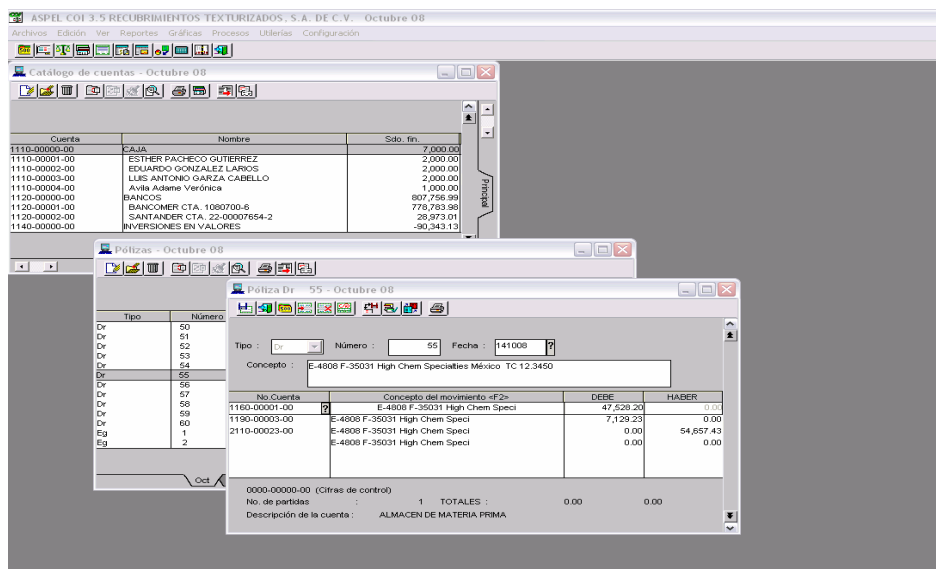 ASPEL COI 3.5 RECUBRIMIENTOS TEXTURIZADOS, S.A. DE C.V. Octubre 08
Archivos Edición Ver Reportes Gráficas Procesos Utilerías Configuración
Catálogo de cuentas - Octubre 08
Cuenta Nombre Sdo. fin.
1110-00000-00 CAJA 7,000.00
1110-00001-00 ESTHER PACHECO GUTIERREZ 2,000.00
1110-00002-00 EDUARDO GONZALEZ LARIOS 2,000.00
1110-00003-00 LUIS ANTONIO GARZA CABELLO 2,000.00
1110-00004-00 Avila Adame Verónica 1,000.00
1120-00000-00 BANCOS 807,756.99
1120-00001-00 BANCOMER CTA. 1080700-6 778,783.98
1120-00002-00 SANTANDER CTA. 22-00007654-2 28,973.01
1140-00000-00 INVERSIONES EN VALORES -90,343.13
Principal
Pólizas - Octubre 08
Tipo Número
Dr 50
Dr 51
Dr 52
Dr 53
Dr 54
Dr 55
Dr 56
Dr 57
Dr 58
Dr 59
Dr 60
Eg 1
Eg 2
Oct
Póliza Dr 55 - Octubre 08
Tipo : Dr Número : 55 Fecha : 141008 ?
Concepto : E-4808 F-35031 High Chem Specialties México TC 12.3450
No.Cuenta Concepto del movimiento <F2> DEBE HABER
1160-00001-00 ? E-4808 F-35031 High Chem Speci 47,528.20 0.00
1190-00003-00 E-4808 F-35031 High Chem Speci 7,129.23 0.00
2110-00023-00 E-4808 F-35031 High Chem Speci 0.00 54,657.43
E-4808 F-35031 High Chem Speci 0.00 0.00
0000-00000-00 (Cifras de control)
No. de partidas : 1 TOTALES : 0.00 0.00
Descripción de la cuenta : ALMACEN DE MATERIA PRIMA